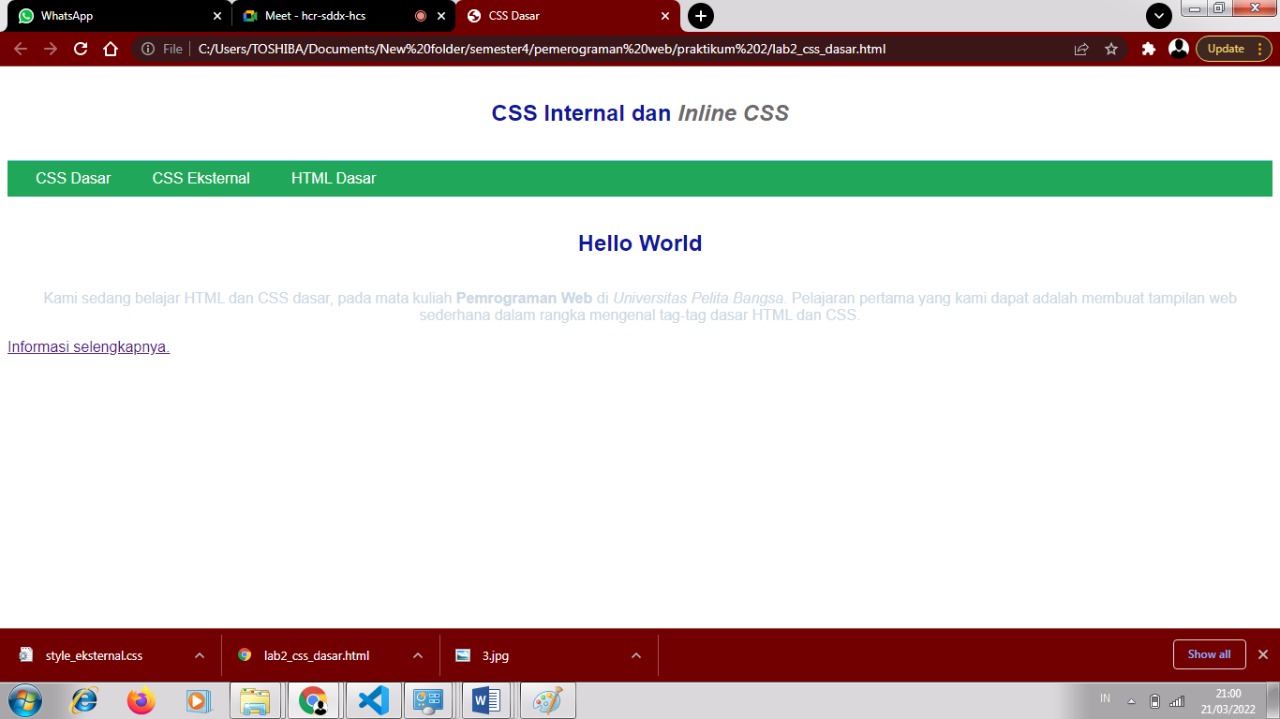 WhatsApp
Meet - hcr-sddx-hcs
CSS Dasar
File
C:/Users/TOSHIBA/Documents/New%20folder/semester4/pemerograman%20web/praktikum%202/lab2_css_dasar.html
Update
CSS Internal dan Inline CSS
CSS Dasar CSS Eksternal HTML Dasar
Hello World
Kami sedang belajar HTML dan CSS dasar, pada mata kuliah Pemrograman Web di Universitas Pelita Bangsa. Pelajaran pertama yang kami dapat adalah membuat tampilan web
sederhana dalam rangka mengenal tag-tag dasar HTML dan CSS.
Informasi selengkapnya.
style_eksternal.css
lab2_css_dasar.html
3.jpg
Show all
IN
21:00
21/03/2022